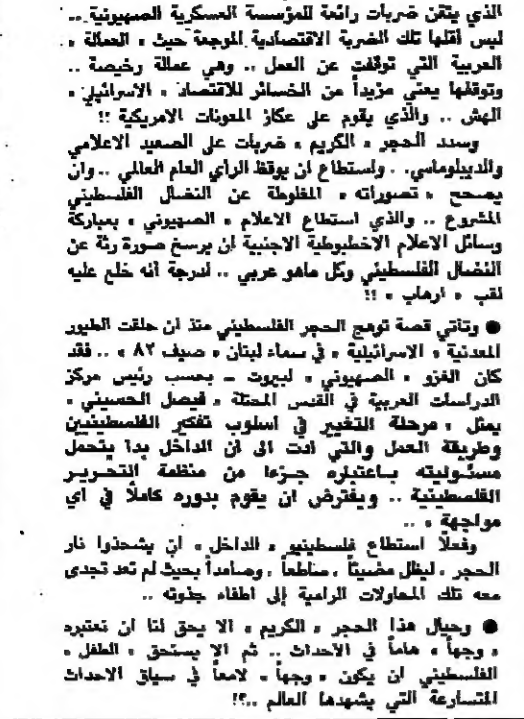 الذي يتقن ضربات رائعة للمؤسسة العسكرية الصهيونية ..
ليس أقلها تلك الضربة الاقتصادية الموجعة حيث « العمالة »
العربية التي توقفت عن العمل .. وهي عمالة رخيصة ..
وتوقفها يعني مزيداً من الخسائر للاقتصاد « الاسرائيلي »
الهش .. والذي يقوم على عكاز المعونات الامريكية !!
وسدد الحجر « الكريم » ضربات على الصعيد الاعلامي
والديبلوماسي . واستطاع ان يوقظ الرأي العام العالمي .. وان
يصحح « تصوراته » المغلوطة عن النضال الفلسطيني
المشروع .. والذي استطاع الاعلام « الصهيوني » بمباركة
وسائل الاعلام الاخطبوطية الاجنبية ان يرسخ صورة رثة عن
النضال الفلسطيني وكل ماهو عربي .. لدرجة أنه خلع عليه
لقب « ارهاب » !!
● وتأتي قصة توهج الحجر الفلسطيني منذ ان حلقت الطيور
المعدنية « الاسرائيلية » في سماء لبنان « صيف ٨٢ » .. فقد
كان الغزو « الصهيوني » لبيروت - بحسب رئيس مركز
الدراسات العربية في القدس المحتلة « فيصل الحسيني »
يمثل « مرحلة التغيير في اسلوب تفكير الفلسطينيين
وطريقة العمل والتي ادت الى ان الداخل بدا يتحمل
مسئوليته باعتباره جزءا من منظمة التحرير
الفلسطينية .. ويفترض ان يقوم بدوره كاملا في اي
مواجهة » ..
وفعلاً استطاع فلسطينيو « الداخل » ان يشحذوا نار
الحجر . ليظل مضيئاً . ساطعاً . وصامداً بحيث لم تعد تجدى
معه تلك المحاولات الرامية إلى اطفاء جذوته ..
● وحيال هذا الحجر « الكريم » الا يحق لنا ان نعتبره
« وجهاً » هاماً في الاحداث .. ثم الا يستحق « الطفل »
الفلسطيني ان يكون « وجهاً » لامعاً في سياق الاحداث
المتسارعة التي يشهدها العالم ..؟!